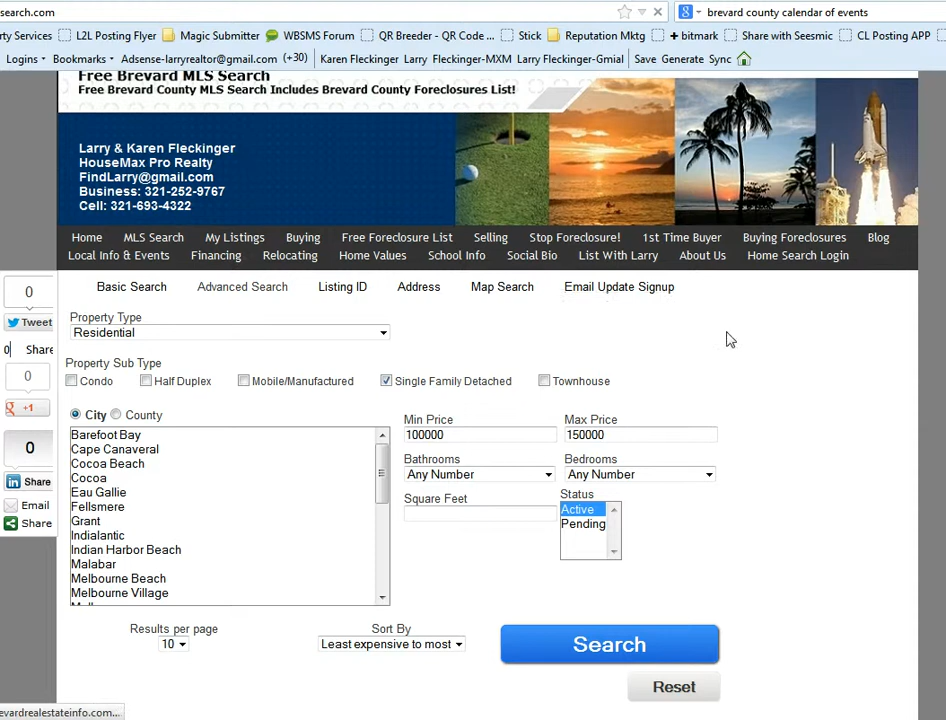 search.com
brevard county calendar of events
rty Services L2L Posting Flyer Magic Submitter WBSMS Forum QR Breeder - QR Code ... Stick Reputation Mktg + bitmark Share with Seesmic CL Posting APP
Logins Bookmarks Adsense-larryrealtor@gmail.com (+30) Karen Fleckinger Larry Fleckinger-MXM Larry Fleckinger-Gmial Save Generate Sync
Free Brevard MLS Search
Free Brevard County MLS Search Includes Brevard County Foreclosures List!
Larry & Karen Fleckinger
HouseMax Pro Realty
FindLarry@gmail.com
Business: 321-252-9767
Cell: 321-693-4322
Home MLS Search My Listings Buying Free Foreclosure List Selling Stop Foreclosure! 1st Time Buyer Buying Foreclosures Blog
Local Info & Events Financing Relocating Home Values School Info Social Bio List With Larry About Us Home Search Login
0
Tweet
0 Share
0
g +1
0
in Share
Email
Share
Basic Search Advanced Search Listing ID Address Map Search Email Update Signup
Property Type
Residential
Property Sub Type
Condo Half Duplex Mobile/Manufactured Single Family Detached Townhouse
City County
Barefoot Bay
Cape Canaveral
Cocoa Beach
Cocoa
Eau Gallie
Fellsmere
Grant
Indialantic
Indian Harbor Beach
Malabar
Melbourne Beach
Melbourne Village
Min Price Max Price
100000 150000
Bathrooms Bedrooms
Any Number Any Number
Square Feet Status
Active
Pending
Results per page Sort By
10 Least expensive to most
Search
Reset
evardrealestateinfo.com...